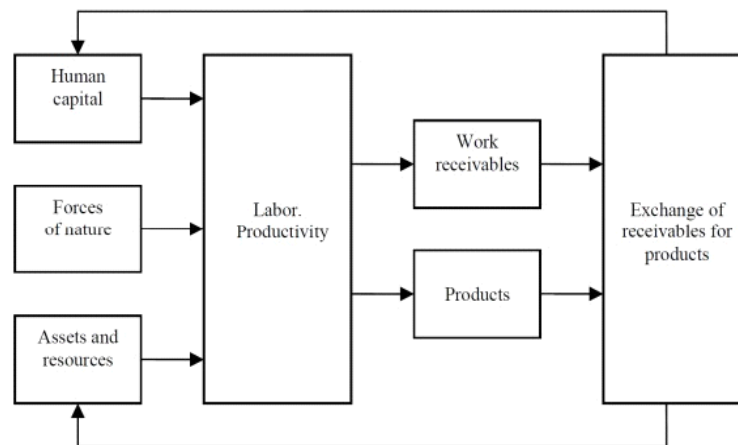 Human
capital
Forces
of nature
Assets and
resources
Labor.
Productivity
Work
receivables
Products
Exchange of
receivables for
products